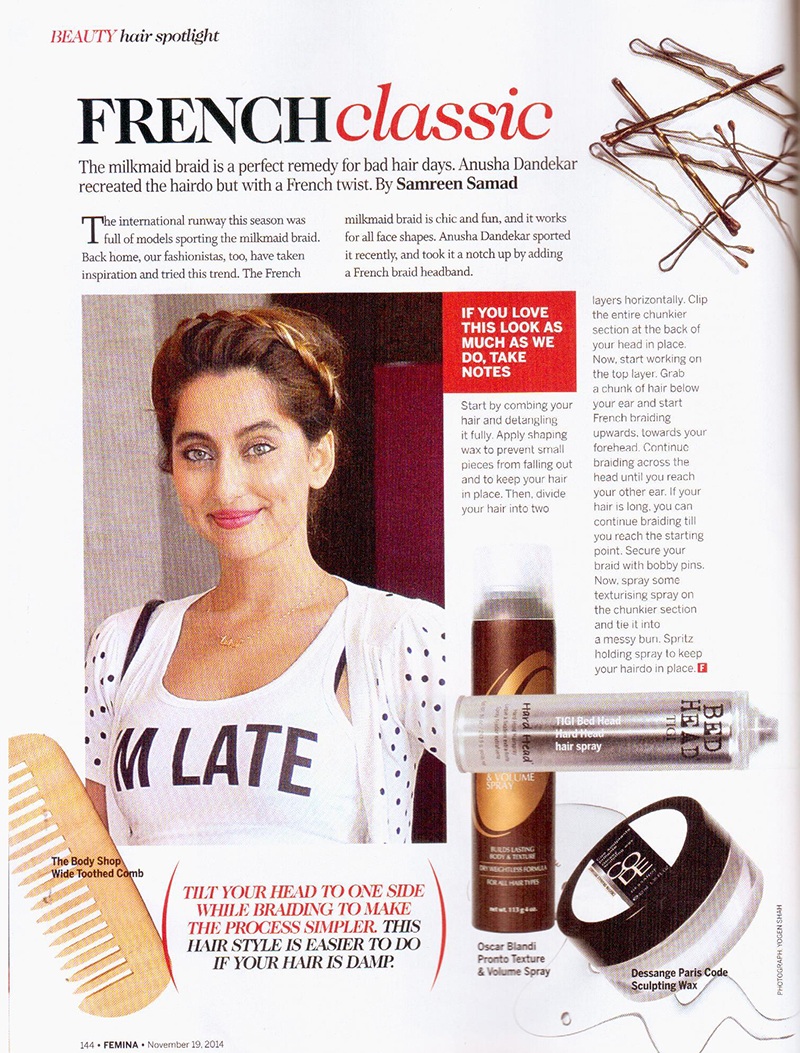 BEAUTY hair spotlight
FRENCH classic
The milkmaid braid is a perfect remedy for bad hair days. Anusha Dandekar
recreated the hairdo but with a French twist. By Samreen Samad
The international runway this season was
full of models sporting the milkmaid braid.
Back home, our fashionistas, too, have taken
inspiration and tried this trend. The French
milkmaid braid is chic and fun, and it works
for all face shapes. Anusha Dandekar sported
it recently, and took it a notch up by adding
a French braid headband.
IF YOU LOVE
THIS LOOK AS
MUCH AS WE
DO, TAKE
NOTES
Start by combing your
hair and detangling
it fully. Apply shaping
wax to prevent small
pieces from falling out
and to keep your hair
in place. Then, divide
your hair into two
layers horizontally. Clip
the entire chunkier
section at the back of
your head in place.
Now, start working on
the top layer. Grab
a chunk of hair below
your ear and start
French braiding
upwards, towards your
forehead. Continue
braiding across the
head until you reach
your other ear. If your
hair is long, you can
continue braiding till
you reach the starting
point. Secure your
braid with bobby pins.
Now, spray some
texturising spray on
the chunkier section
and tie it into
a messy bun. Spritz
holding spray to keep
your hairdo in place. F
M LATE
The Body Shop
Wide Toothed Comb
TILT YOUR HEAD TO ONE SIDE
WHILE BRAIDING TO MAKE
THE PROCESS SIMPLER. THIS
HAIR STYLE IS EASIER TO DO
IF YOUR HAIR IS DAMP.
Hard Head
TIGI Bed Head
Hard Head
hair spray
BED
HEAD
TIGI
& VOLUME
SPRAY
BUILDS LASTING
BODY & TEXTURE
DRY WEIGHTLESS FORMULA
FOR ALL HAIR TYPES
net wt. 113 g 4 oz.
Oscar Blandi
Pronto Texture
& Volume Spray
CODE
Dessange Paris Code
Sculpting Wax
PHOTOGRAPH: YOGEN SHAH
144 • FEMINA • November 19, 2014